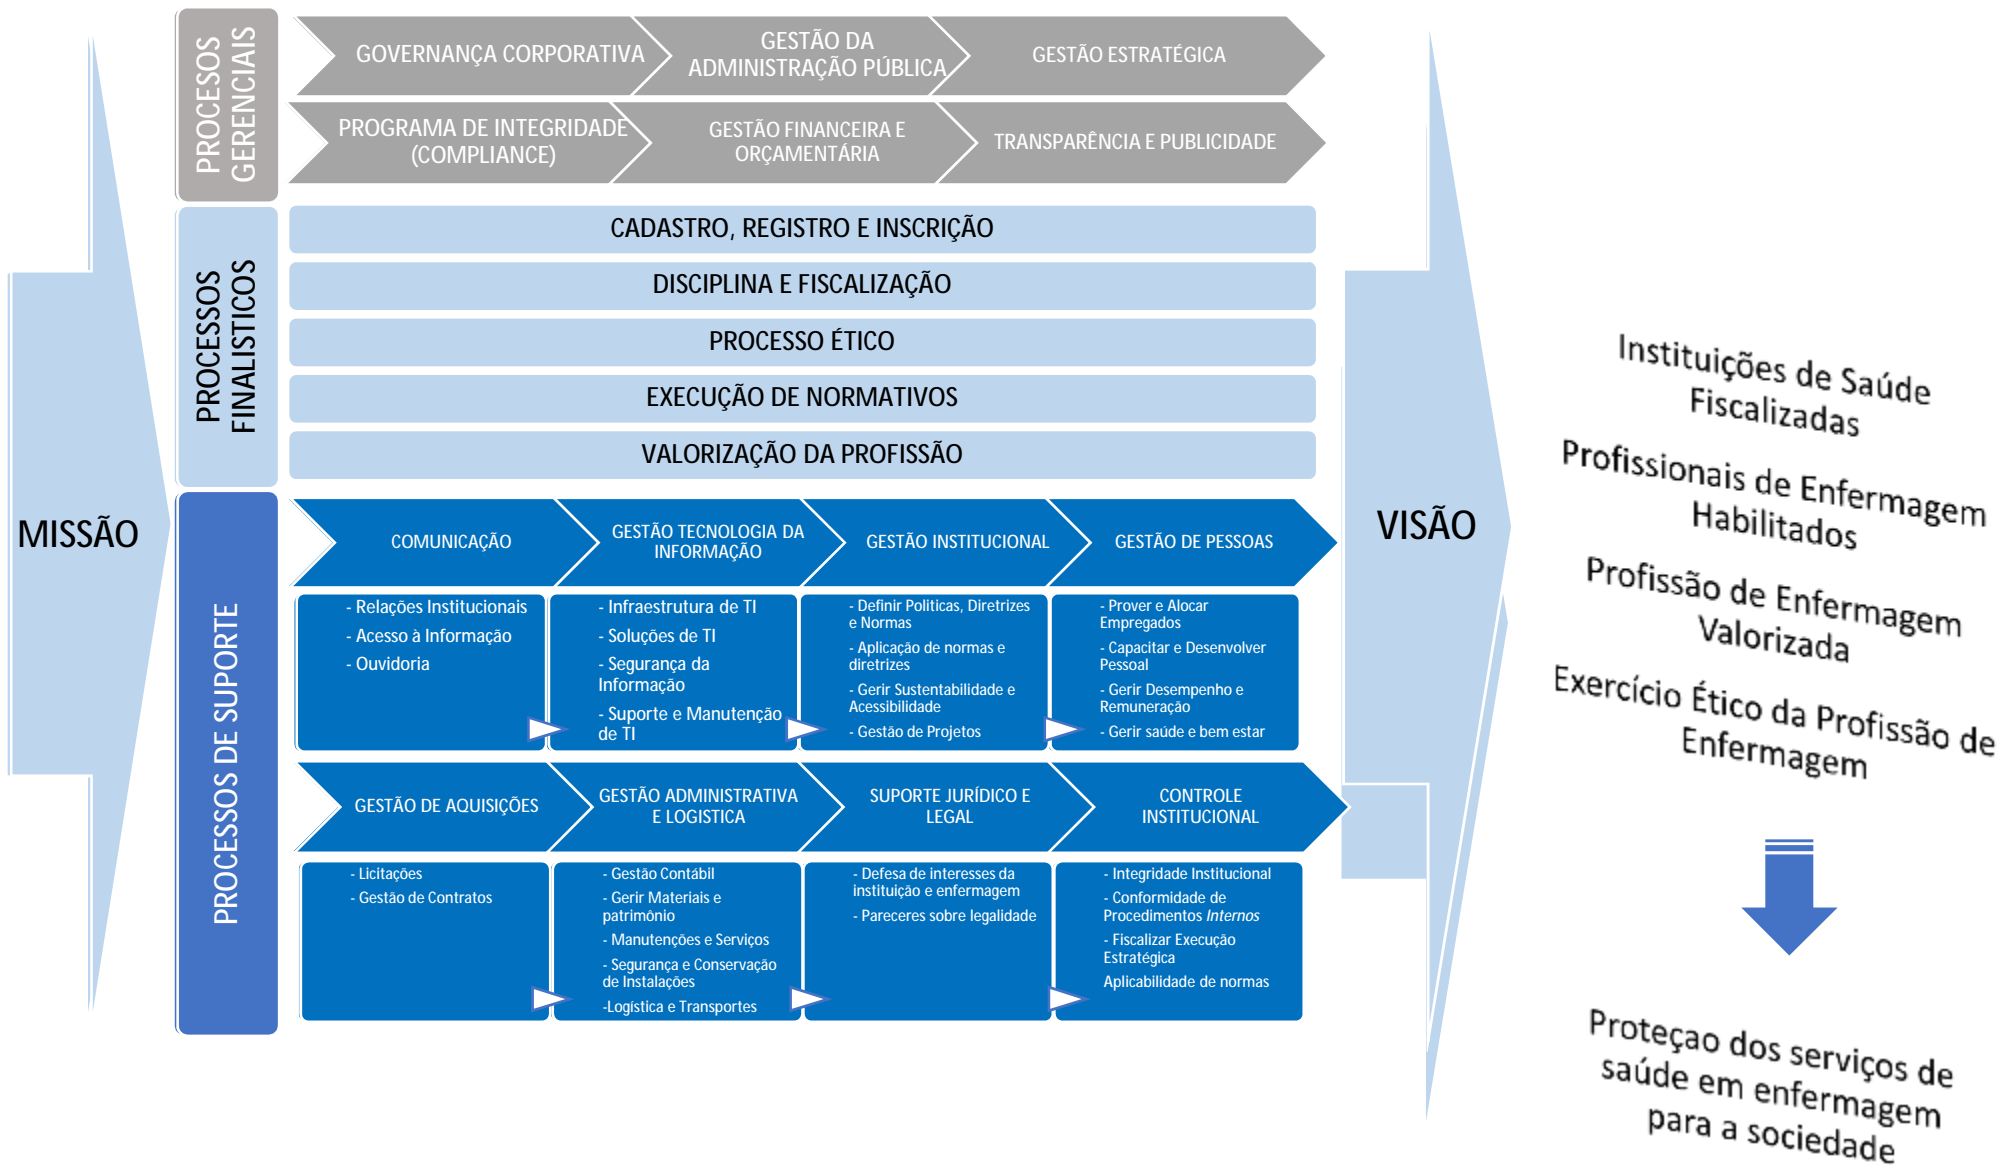 MISSÃO
PROCESOS
GERENCIAIS
GOVERNANÇA CORPORATIVA
GESTÃO DA
ADMINISTRAÇÃO PÚBLICA
GESTÃO ESTRATÉGICA
PROGRAMA DE INTEGRIDADE
(COMPLIANCE)
GESTÃO FINANCEIRA E
ORÇAMENTÁRIA
TRANSPARÊNCIA E PUBLICIDADE
PROCESSOS
FINALISTICOS
CADASTRO, REGISTRO E INSCRIÇÃO
DISCIPLINA E FISCALIZAÇÃO
PROCESSO ÉTICO
EXECUÇÃO DE NORMATIVOS
VALORIZAÇÃO DA PROFISSÃO
PROCESSOS DE SUPORTE
COMUNICAÇÃO
- Relações Institucionais
- Acesso à Informação
- Ouvidoria
GESTÃO TECNOLOGIA DA
INFORMAÇÃO
- Infraestrutura de TI
- Soluções de TI
- Segurança da
Informação
- Suporte e Manutenção
de TI
GESTÃO INSTITUCIONAL
- Definir Politicas, Diretrizes
e Normas
- Aplicação de normas e
diretrizes
- Gerir Sustentabilidade e
Acessibilidade
- Gestão de Projetos
GESTÃO DE PESSOAS
- Prover e Alocar
Empregados
- Capacitar e Desenvolver
Pessoal
- Gerir Desempenho e
Remuneração
- Gerir saúde e bem estar
GESTÃO DE AQUISIÇÕES
- Licitações
- Gestão de Contratos
GESTÃO ADMINISTRATIVA
E LOGISTICA
- Gestão Contábil
- Gerir Materiais e
patrimônio
- Manutenções e Serviços
- Segurança e Conservação
de Instalações
-Logística e Transportes
SUPORTE JURÍDICO E
LEGAL
- Defesa de interesses da
instituição e enfermagem
- Pareceres sobre legalidade
CONTROLE
INSTITUCIONAL
- Integridade Institucional
- Conformidade de
Procedimentos Internos
- Fiscalizar Execução
Estratégica
Aplicabilidade de normas
VISÃO
Instituições de Saúde
Fiscalizadas
Profissionais de Enfermagem
Habilitados
Profissão de Enfermagem
Valorizada
Exercício Ético da Profissão de
Enfermagem
Proteçao dos serviços de
saúde em enfermagem
para a sociedade